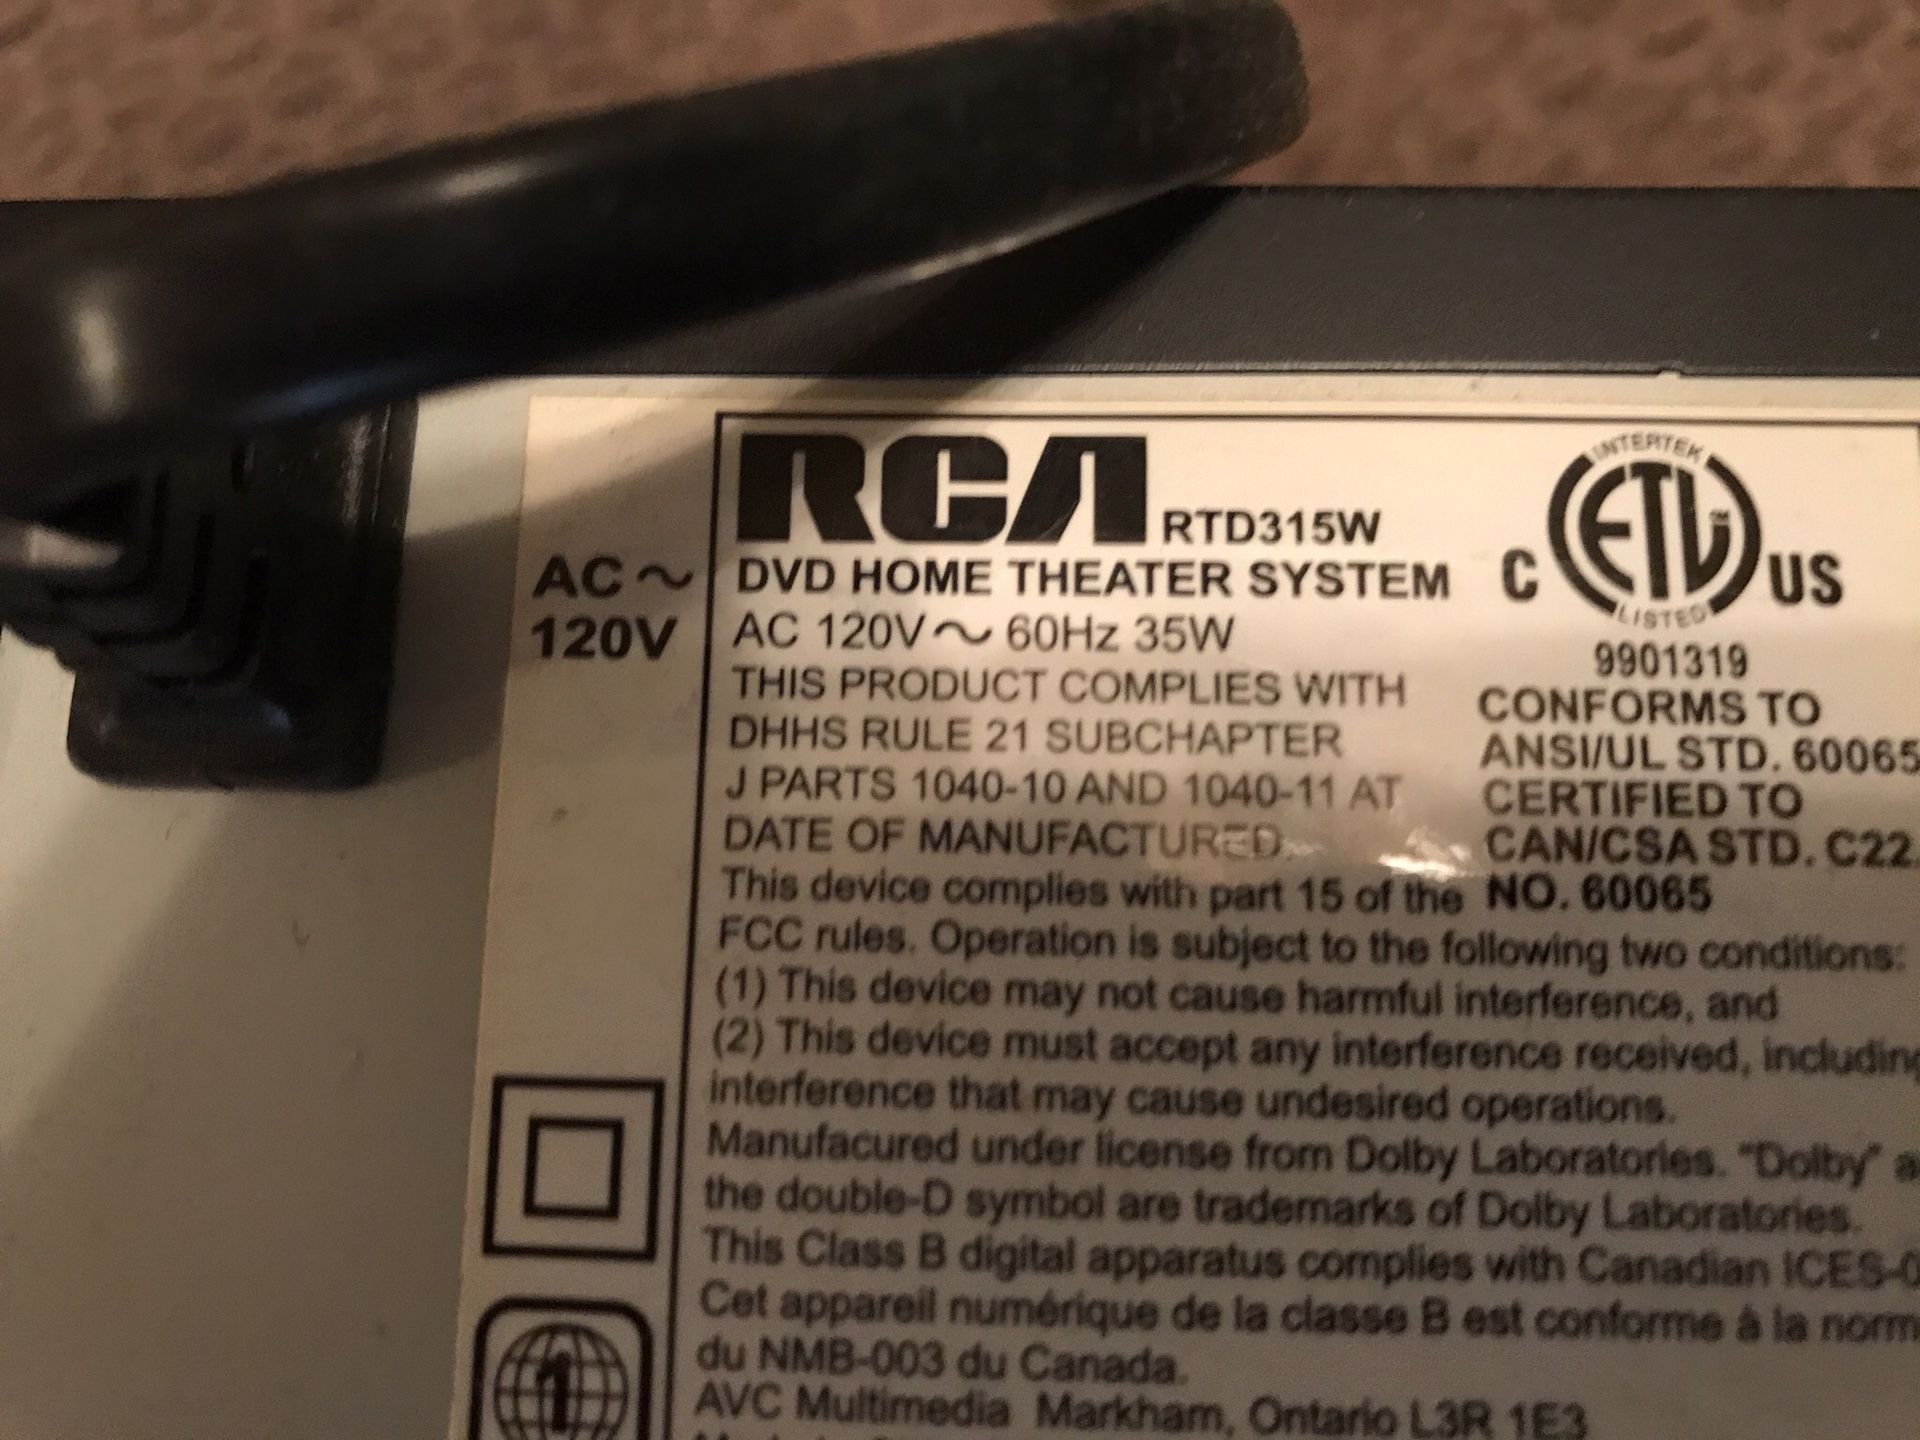 RCA RTD315W
DVD HOME THEATER SYSTEM
AC 120V~ 60Hz 35W
THIS PRODUCT COMPLIES WITH
DHHS RULE 21 SUBCHAPTER
J PARTS 1040-10 AND 1040-11 AT
DATE OF MANUFACTURED.
AC~
120V
INTERTEK
C ETL US
LISTED
9901319
CONFORMS TO
ANSI/UL STD. 60065
CERTIFIED TO
CAN/CSA STD. C22.
NO. 60065
This device complies with part 15 of the
FCC rules. Operation is subject to the following two conditions:
(1) This device may not cause harmful interference, and
(2) This device must accept any interference received, including
interference that may cause undesired operations.
Manufacured under license from Dolby Laboratories. "Dolby"
the double-D symbol are trademarks of Dolby Laboratories.
This Class B digital apparatus complies with Canadian ICES-0
Cet appareil numérique de la classe B est conforme à la norm
du NMB-003 du Canada.
AVC Multimedia Markham, Ontario L3R 1E3
1